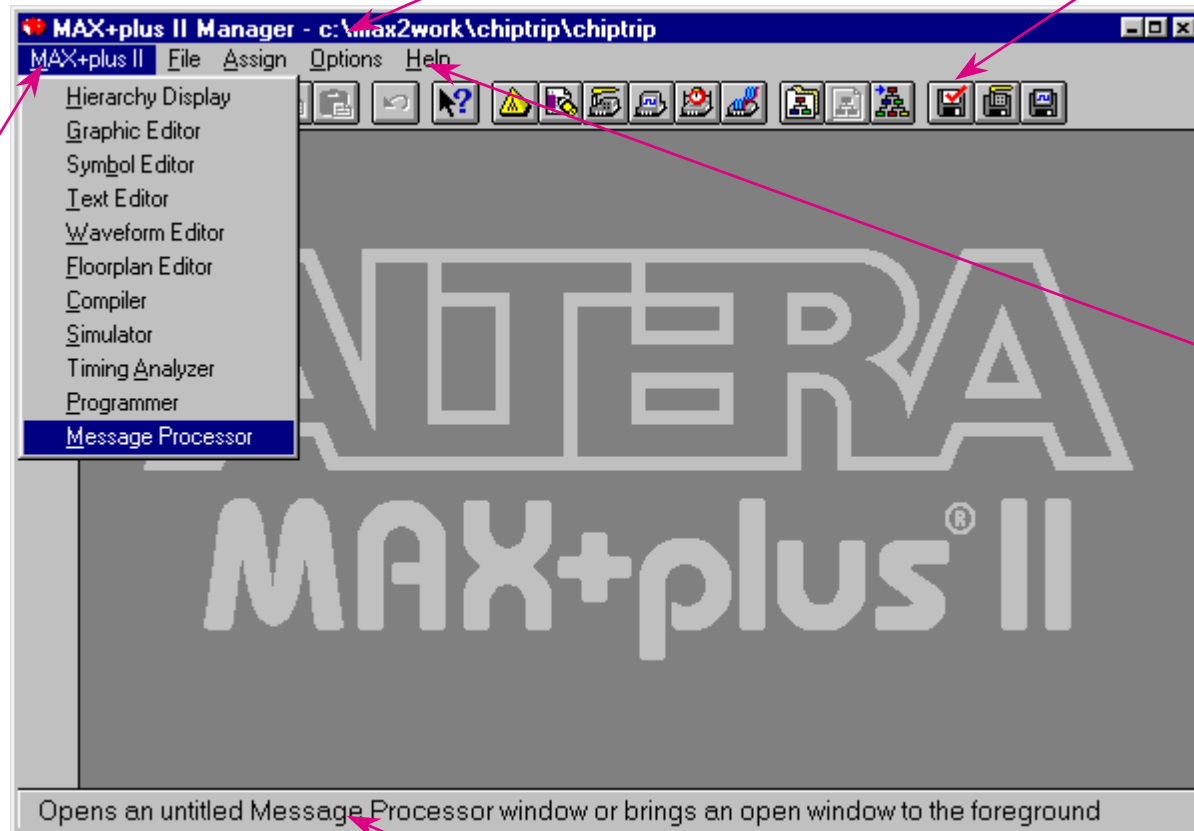 MAX+plus II Manager - c:\max2work\chiptrip\chiptrip
MAX+plus II File Assign Options Help
Hierarchy Display
Graphic Editor
Symbol Editor
Text Editor
Waveform Editor
Floorplan Editor
Compiler
Simulator
Timing Analyzer
Programmer
Message Processor
ALTERA
MAX+plus® II
Opens an untitled Message Processor window or brings an open window to the foreground